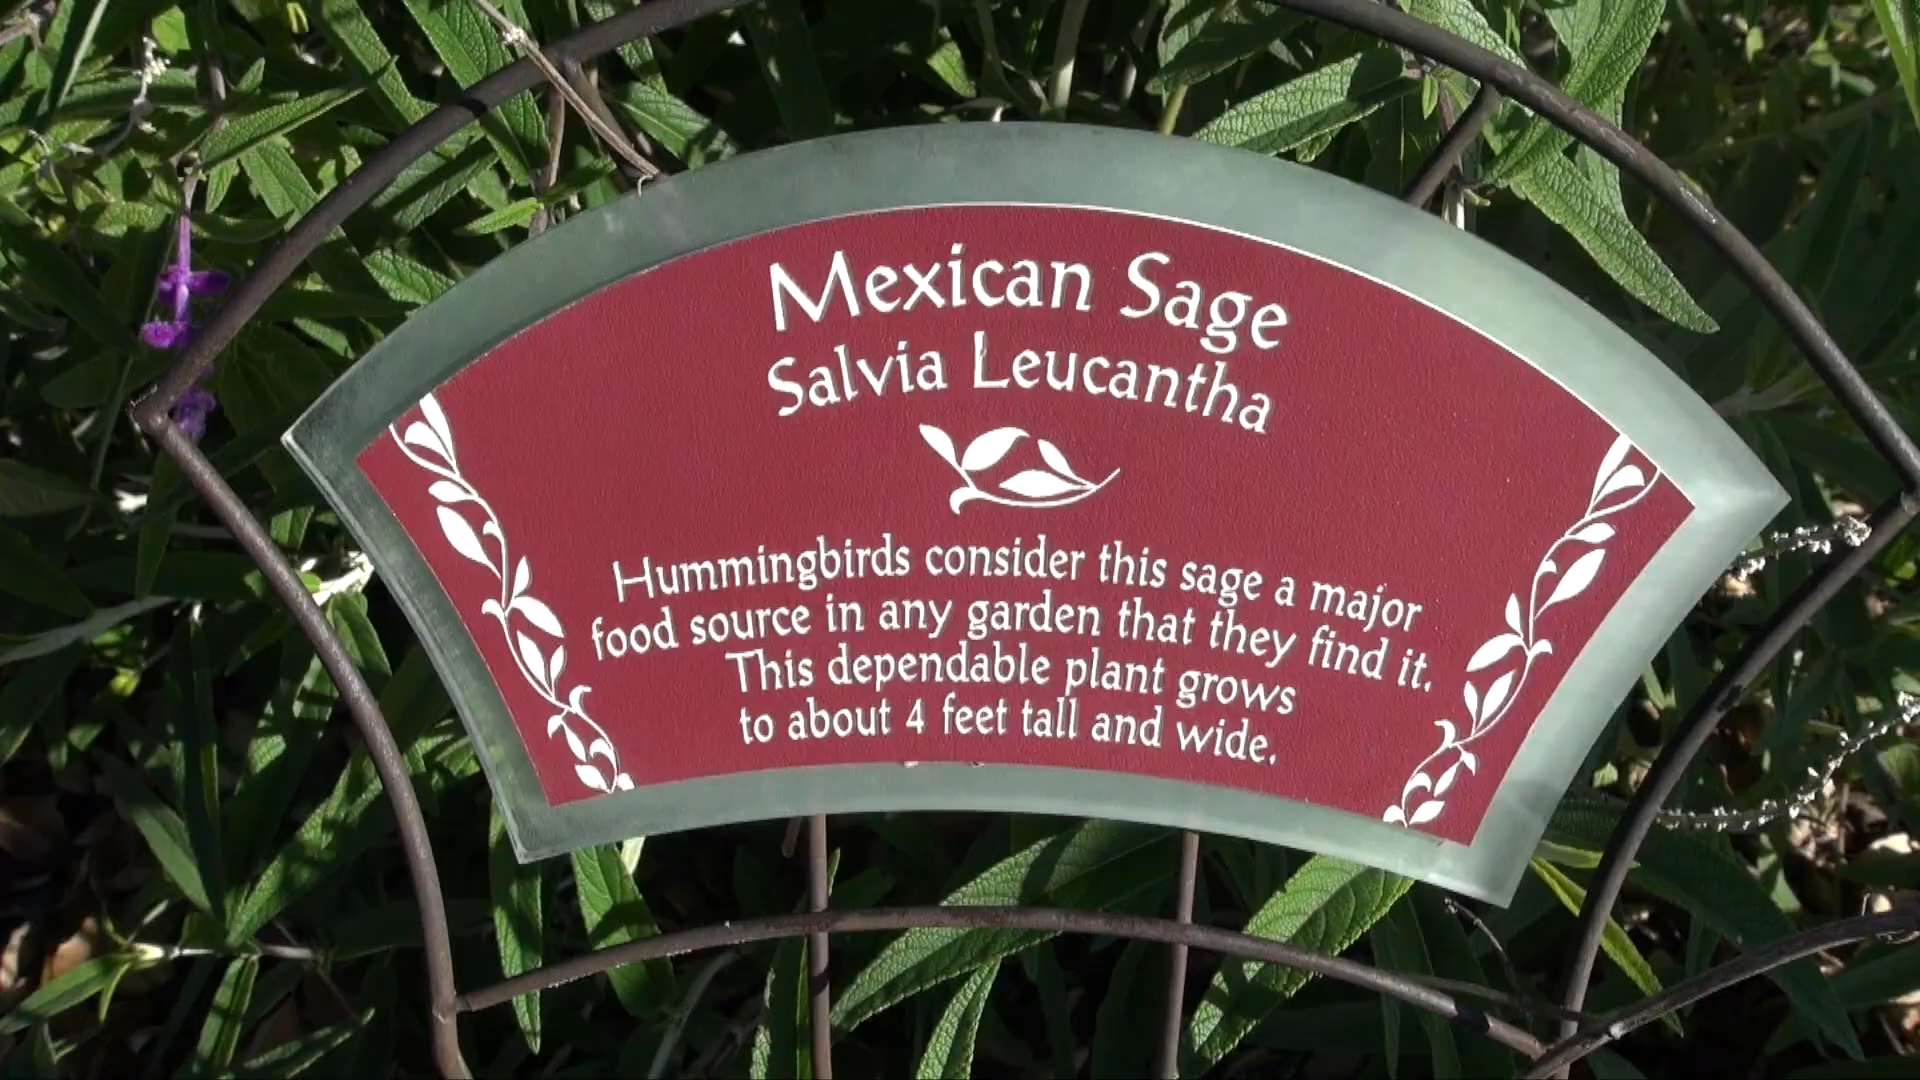 Mexican Sage
Salvia Leucantha
Hummingbirds consider this sage a major
food source in any garden that they find it.
This dependable plant grows
to about 4 feet tall and wide.